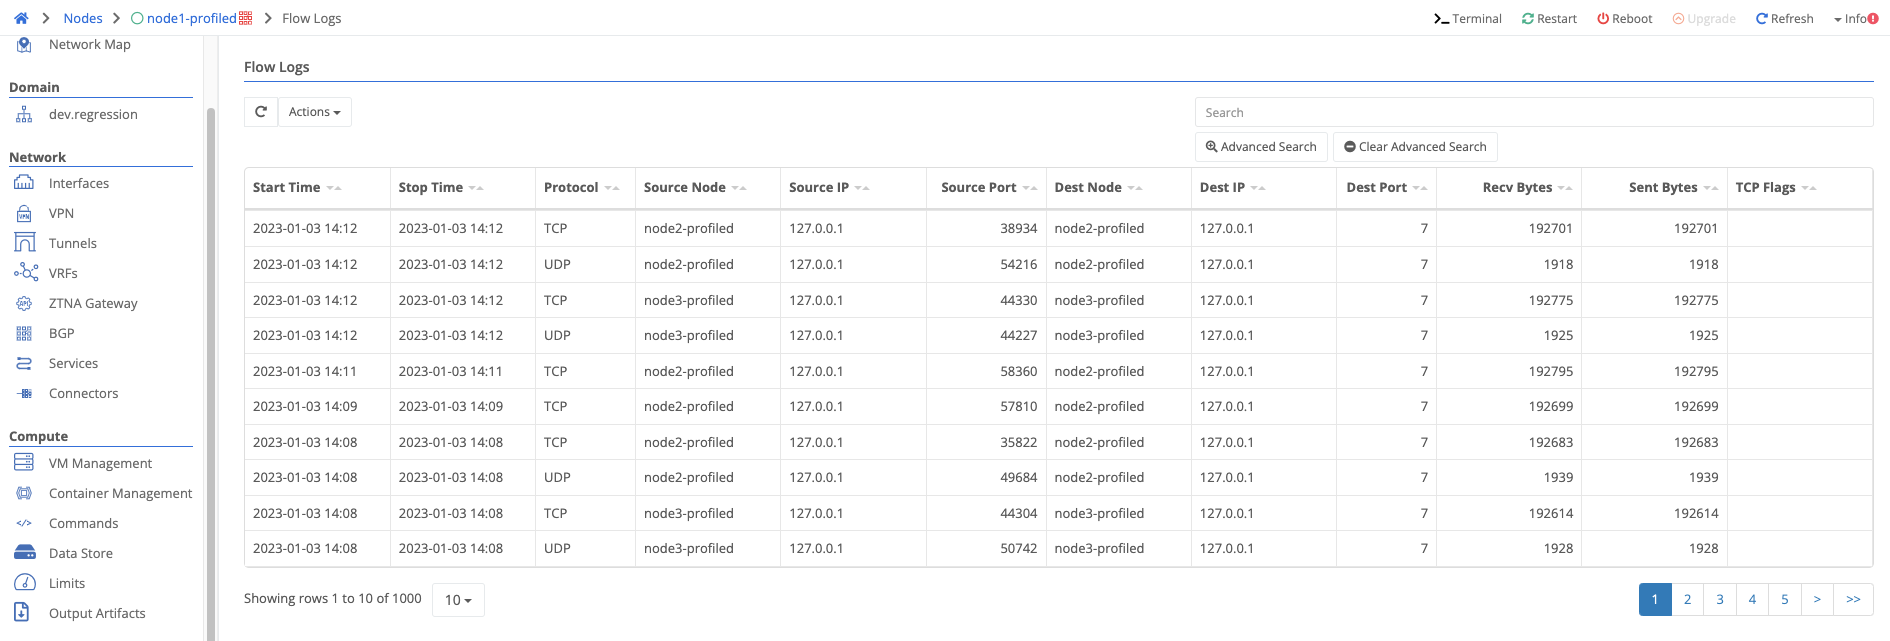 Nodes node1-profiled Flow Logs
Terminal Restart Reboot Upgrade Refresh Info
Network Map
Domain
dev.regression
Network
Interfaces
VPN
Tunnels
VRFs
ZTNA Gateway
BGP
Services
Connectors
Compute
VM Management
Container Management
Commands
Data Store
Limits
Output Artifacts
Flow Logs
Actions
Search
Advanced Search Clear Advanced Search
Start Time Stop Time Protocol Source Node Source IP Source Port Dest Node Dest IP Dest Port Recv Bytes Sent Bytes TCP Flags
2023-01-03 14:12 2023-01-03 14:12 TCP node2-profiled 127.0.0.1 38934 node2-profiled 127.0.0.1 7 192701 192701
2023-01-03 14:12 2023-01-03 14:12 UDP node2-profiled 127.0.0.1 54216 node2-profiled 127.0.0.1 7 1918 1918
2023-01-03 14:12 2023-01-03 14:12 TCP node3-profiled 127.0.0.1 44330 node3-profiled 127.0.0.1 7 192775 192775
2023-01-03 14:12 2023-01-03 14:12 UDP node3-profiled 127.0.0.1 44227 node3-profiled 127.0.0.1 7 1925 1925
2023-01-03 14:11 2023-01-03 14:11 TCP node2-profiled 127.0.0.1 58360 node2-profiled 127.0.0.1 7 192795 192795
2023-01-03 14:09 2023-01-03 14:09 TCP node2-profiled 127.0.0.1 57810 node2-profiled 127.0.0.1 7 192699 192699
2023-01-03 14:08 2023-01-03 14:08 TCP node2-profiled 127.0.0.1 35822 node2-profiled 127.0.0.1 7 192683 192683
2023-01-03 14:08 2023-01-03 14:08 UDP node2-profiled 127.0.0.1 49684 node2-profiled 127.0.0.1 7 1939 1939
2023-01-03 14:08 2023-01-03 14:08 TCP node3-profiled 127.0.0.1 44304 node3-profiled 127.0.0.1 7 192614 192614
2023-01-03 14:08 2023-01-03 14:08 UDP node3-profiled 127.0.0.1 50742 node3-profiled 127.0.0.1 7 1928 1928
Showing rows 1 to 10 of 1000 10
1 2 3 4 5 > >>